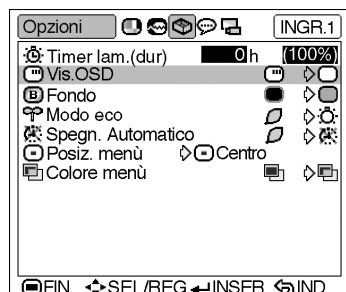 Opzioni INGR.1
Timer lam.(dur) 0 h (100%)
Vis.OSD
B Fondo
Modo eco
Spegn. Automatico
Posiz. menù Centro
Colore menù
FIN SEL/REG INSER IND